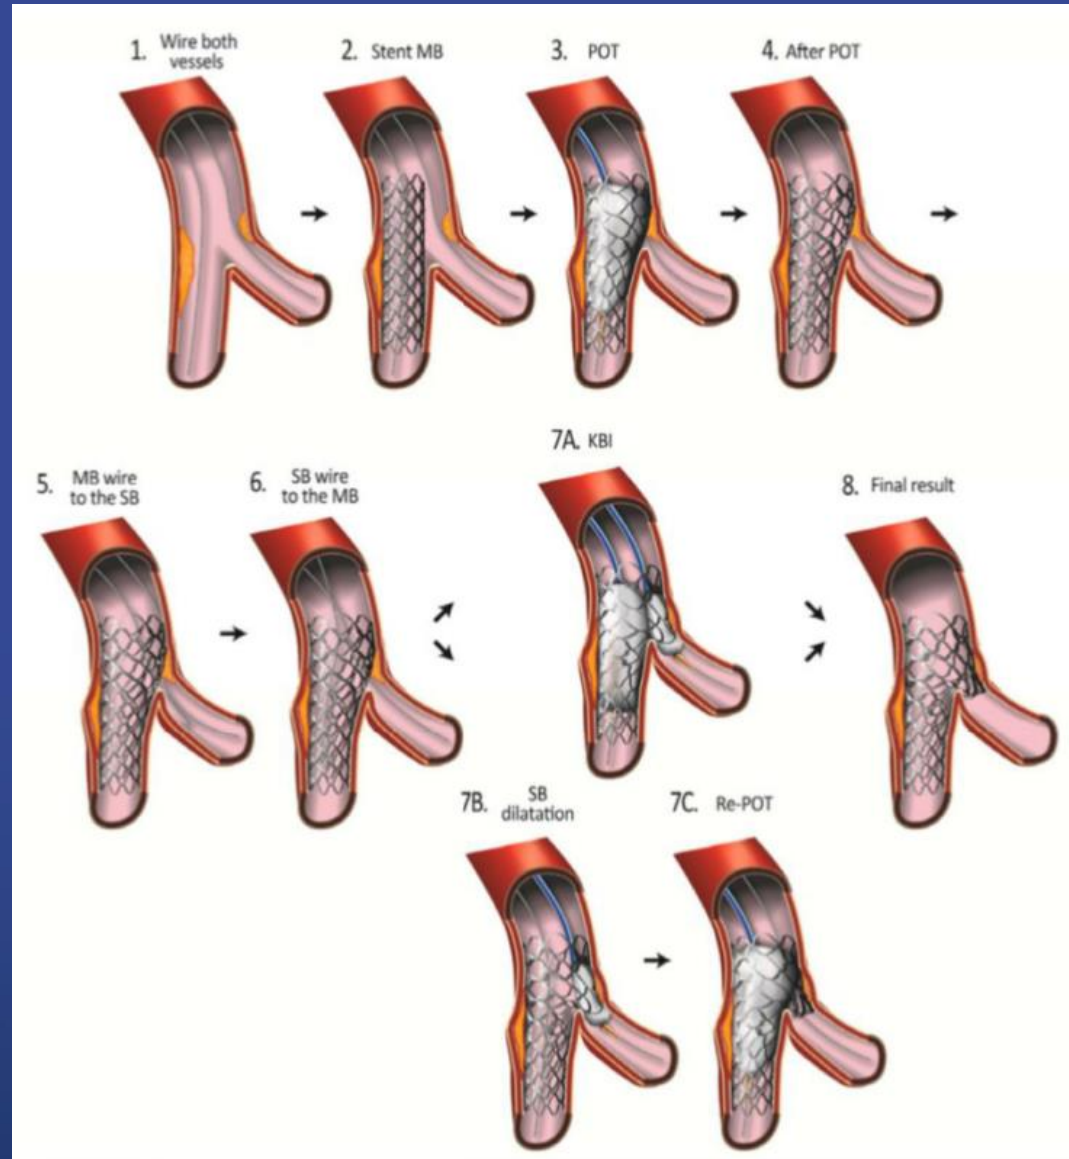 1. Wire both
vessels
2. Stent MB
3. POT
4. After POT
5. MB wire
to the SB
6. SB wire
to the MB
7A. KBI
8. Final result
7B. SB
dilatation
7C. Re-POT